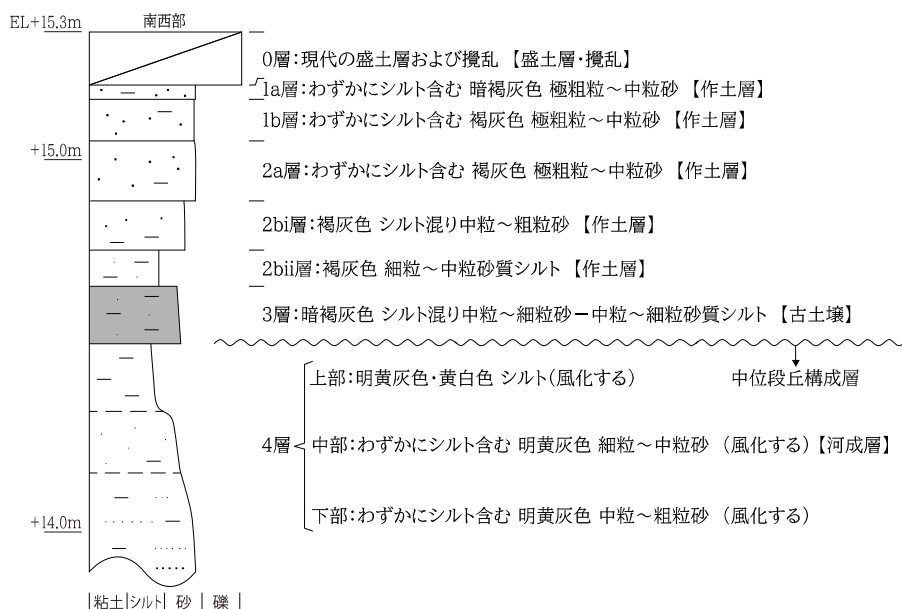 EL+15.3m
南西部
0層:現代の盛土層および攪乱 【盛土層・攪乱】
1a層:わずかにシルト含む 暗褐灰色 極粗粒～中粒砂 【作土層】
1b層:わずかにシルト含む 褐灰色 極粗粒～中粒砂 【作土層】
+15.0m
2a層:わずかにシルト含む 褐灰色 極粗粒～中粒砂 【作土層】
2bi層:褐灰色 シルト混り中粒～粗粒砂 【作土層】
2bii層:褐灰色 細粒～中粒砂質シルト 【作土層】
3層:暗褐灰色 シルト混り中粒～細粒砂－中粒～細粒砂質シルト 【古土壌】
上部:明黄灰色・黄白色 シルト(風化する)
中位段丘構成層
4層
中部:わずかにシルト含む 明黄灰色 細粒～中粒砂 (風化する)【河成層】
下部:わずかにシルト含む 明黄灰色 中粒～粗粒砂 (風化する)
+14.0m
|粘土|シルト| 砂 | 礫 |